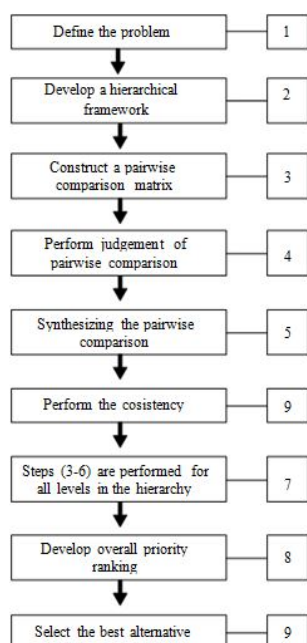 Define the problem
1
Develop a hierarchical
framework
2
Construct a pairwise
comparison matrix
3
Perform judgement of
pairwise comparison
4
Synthesizing the pairwise
comparison
5
Perform the cosistency
9
Steps (3-6) are performed for
all levels in the hierarchy
7
Develop overall priority
ranking
8
Select the best alternative
9